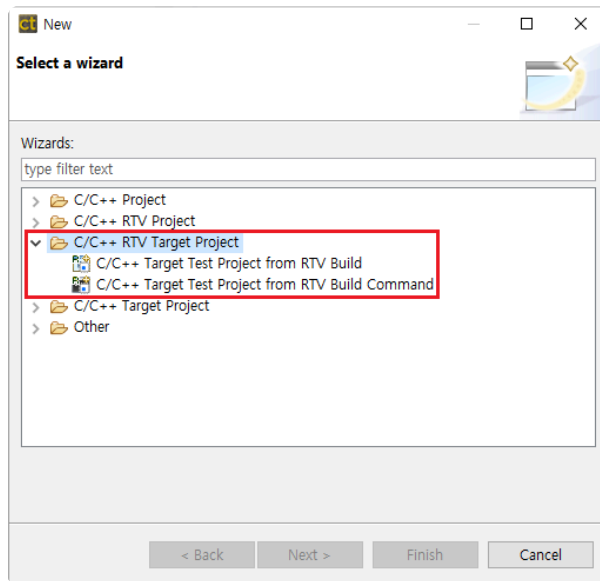 ct New
Select a wizard
Wizards:
type filter text
C/C++ Project
C/C++ RTV Project
C/C++ RTV Target Project
C/C++ Target Test Project from RTV Build
C/C++ Target Test Project from RTV Build Command
C/C++ Target Project
Other
< Back Next > Finish Cancel